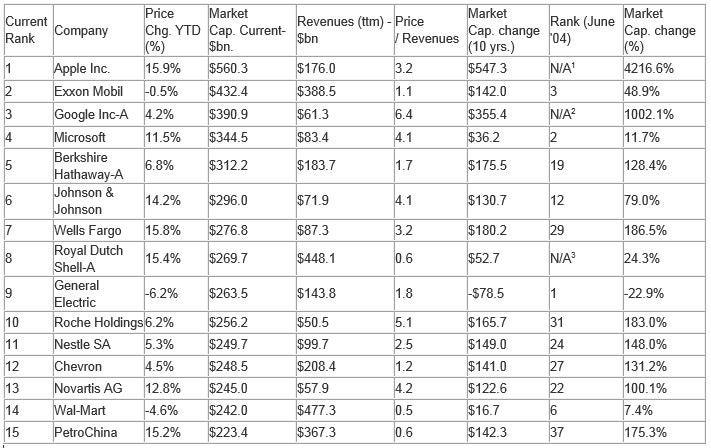 Current Rank Company Price Chg. YTD (%) Market Cap. Current- $bn. Revenues (ttm) - $bn Price / Revenues Market Cap. change (10 yrs.) Rank (June '04) Market Cap. change (%)
1 Apple Inc. 15.9% $560.3 $176.0 3.2 $547.3 N/A¹ 4216.6%
2 Exxon Mobil -0.5% $432.4 $388.5 1.1 $142.0 3 48.9%
3 Google Inc-A 4.2% $390.9 $61.3 6.4 $355.4 N/A² 1002.1%
4 Microsoft 11.5% $344.5 $83.4 4.1 $36.2 2 11.7%
5 Berkshire Hathaway-A 6.8% $312.2 $183.7 1.7 $175.5 19 128.4%
6 Johnson & Johnson 14.2% $296.0 $71.9 4.1 $130.7 12 79.0%
7 Wells Fargo 15.8% $276.8 $87.3 3.2 $180.2 29 186.5%
8 Royal Dutch Shell-A 15.4% $269.7 $448.1 0.6 $52.7 N/A³ 24.3%
9 General Electric -6.2% $263.5 $143.8 1.8 -$78.5 1 -22.9%
10 Roche Holdings 6.2% $256.2 $50.5 5.1 $165.7 31 183.0%
11 Nestle SA 5.3% $249.7 $99.7 2.5 $149.0 24 148.0%
12 Chevron 4.5% $248.5 $208.4 1.2 $141.0 27 131.2%
13 Novartis AG 12.8% $245.0 $57.9 4.2 $122.6 22 100.1%
14 Wal-Mart -4.6% $242.0 $477.3 0.5 $16.7 6 7.4%
15 PetroChina 15.2% $223.4 $367.3 0.6 $142.3 37 175.3%